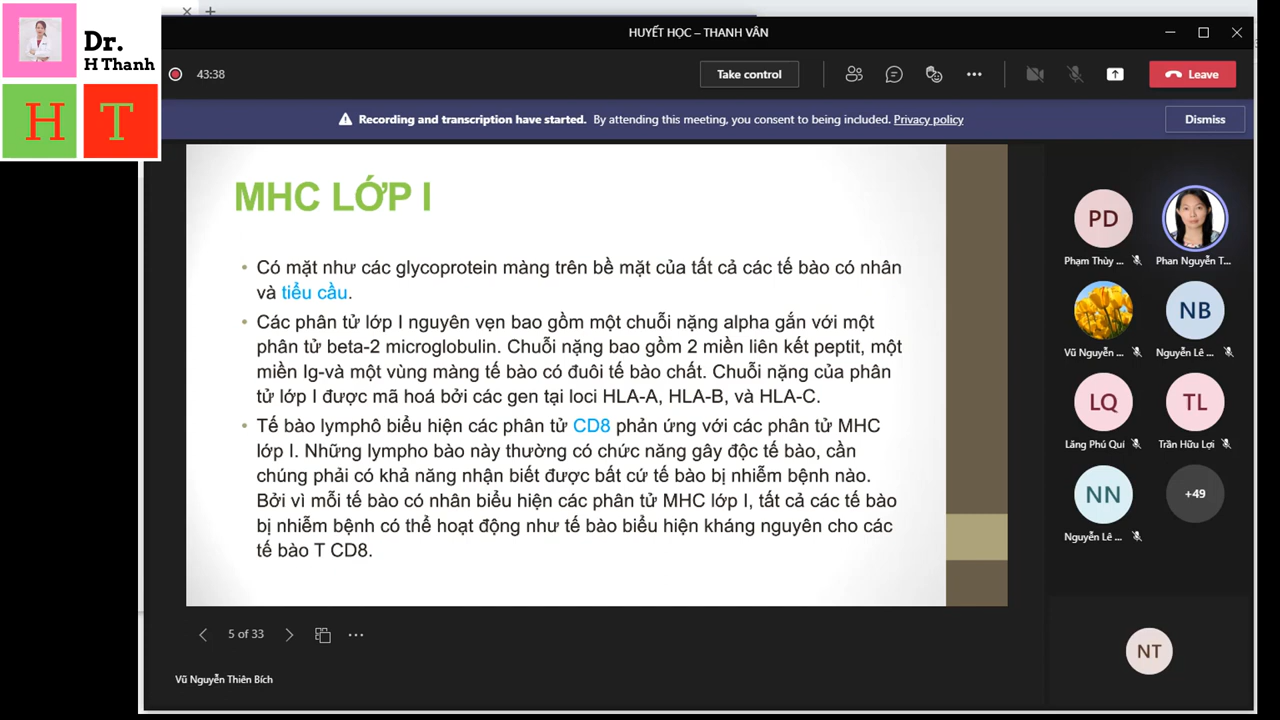 Dr.
H Thanh
H T
HUYẾT HỌC – THANH VÂN
43:38
Take control
Leave
Recording and transcription have started. By attending this meeting, you consent to being included. Privacy policy
Dismiss
MHC LỚP I
• Có mặt như các glycoprotein màng trên bề mặt của tất cả các tế bào có nhân
và tiểu cầu.
• Các phân tử lớp I nguyên vẹn bao gồm một chuỗi nặng alpha gắn với một
phân tử beta-2 microglobulin. Chuỗi nặng bao gồm 2 miền liên kết peptit, một
miền Ig-và một vùng màng tế bào có đuôi tế bào chất. Chuỗi nặng của phân
tử lớp I được mã hoá bởi các gen tại loci HLA-A, HLA-B, và HLA-C.
• Tế bào lymphô biểu hiện các phân tử CD8 phản ứng với các phân tử MHC
lớp I. Những lympho bào này thường có chức năng gây độc tế bào, cần
chúng phải có khả năng nhận biết được bất cứ tế bào bị nhiễm bệnh nào.
Bởi vì mỗi tế bào có nhân biểu hiện các phân tử MHC lớp I, tất cả các tế bào
bị nhiễm bệnh có thể hoạt động như tế bào biểu hiện kháng nguyên cho các
tế bào T CD8.
PD
Phạm Thùy ...
Phan Nguyễn T...
Vũ Nguyễn ...
NB
Nguyễn Lê ...
LQ
Lăng Phú Quí
TL
Trần Hữu Lợi
NN
Nguyễn Lê ...
+49
NT
5 of 33
Vũ Nguyễn Thiên Bích